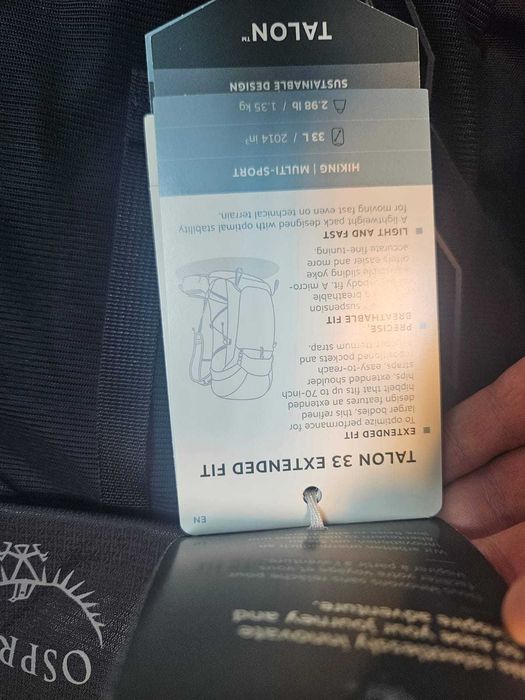 OSPR
innovate
your journey and
inspire adventure.
EN
TALON 33 EXTENDED FIT
EXTENDED FIT
To optimize performance for
larger bodies, this refined
design features an extended
hipbelt that fits up to 70-inch
hips, extended shoulder
straps, easy-to-reach
pockets and
sternum strap.
PRECISE,
BREATHABLE FIT
suspension
breathable
-body fit. A micro-
sliding yoke
offers easier and more
accurate fine-tuning.
LIGHT AND FAST
A lightweight pack designed with optimal stability
for moving fast even on technical terrain.
HIKING | MULTI-SPORT
33 L / 2014 in³
2.98 lb / 1.35 kg
SUSTAINABLE DESIGN
TALON™